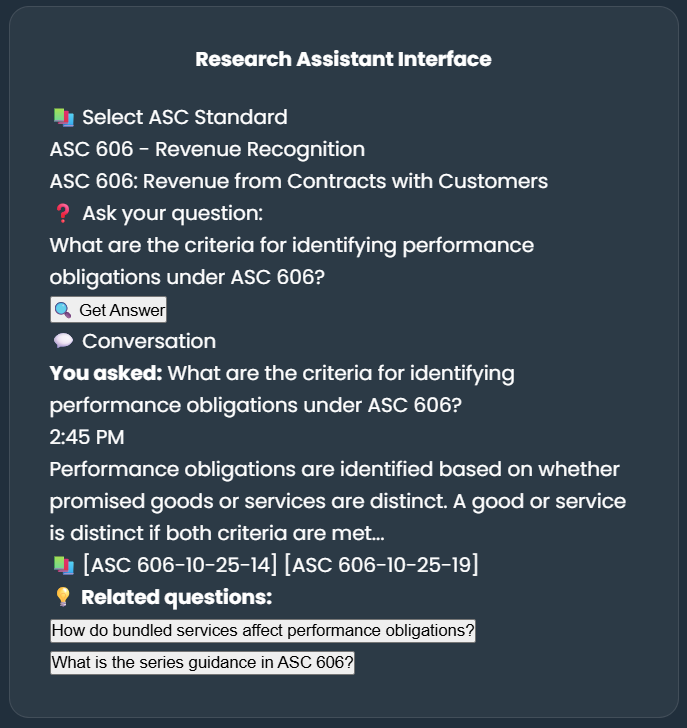 Research Assistant Interface
📚 Select ASC Standard
ASC 606 - Revenue Recognition
ASC 606: Revenue from Contracts with Customers
❓ Ask your question:
What are the criteria for identifying performance
obligations under ASC 606?
🔍 Get Answer
💬 Conversation
You asked: What are the criteria for identifying
performance obligations under ASC 606?
2:45 PM
Performance obligations are identified based on whether
promised goods or services are distinct. A good or service
is distinct if both criteria are met...
📚 [ASC 606-10-25-14] [ASC 606-10-25-19]
💡 Related questions:
How do bundled services affect performance obligations?
What is the series guidance in ASC 606?